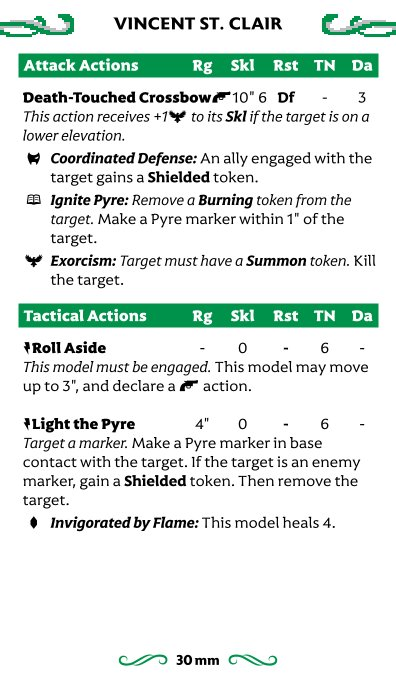 VINCENT ST. CLAIR
Attack Actions Rg Skl Rst TN Da
Death-Touched Crossbow 10" 6 Df - 3
This action receives +1 to its Skl if the target is on a
lower elevation.
Coordinated Defense: An ally engaged with the
target gains a Shielded token.
Ignite Pyre: Remove a Burning token from the
target. Make a Pyre marker within 1" of the
target.
Exorcism: Target must have a Summon token. Kill
the target.
Tactical Actions Rg Skl Rst TN Da
Roll Aside - 0 - 6 -
This model must be engaged. This model may move
up to 3", and declare a action.
Light the Pyre 4" 0 - 6 -
Target a marker. Make a Pyre marker in base
contact with the target. If the target is an enemy
marker, gain a Shielded token. Then remove the
target.
Invigorated by Flame: This model heals 4.
30 mm